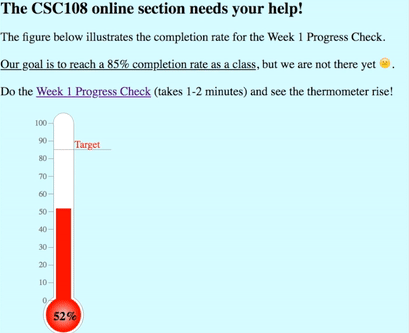 The CSC108 online section needs your help!
The figure below illustrates the completion rate for the Week 1 Progress Check.
Our goal is to reach a 85% completion rate as a class, but we are not there yet 😕.
Do the Week 1 Progress Check (takes 1-2 minutes) and see the thermometer rise!
100
90
Target
80
70
60
50
40
30
20
10
0
52%